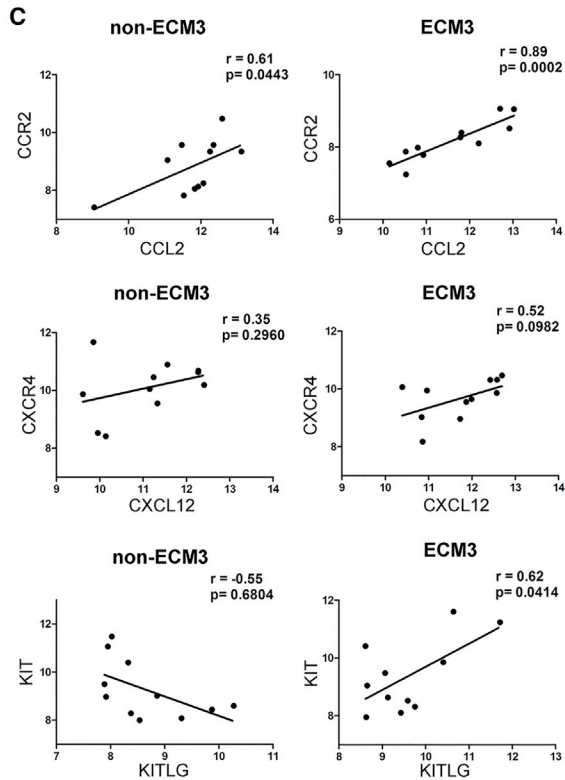 C
non-ECM3
r = 0.61
p= 0.0443
CCR2
12
10
8
8 10 12 14
CCL2
ECM3
r = 0.89
p= 0.0002
CCR2
12
10
8
6
9 10 11 12 13 14
CCL2
non-ECM3
r = 0.35
p= 0.2960
CXCR4
12
10
8
9 10 11 12 13 14
CXCL12
ECM3
r = 0.52
p= 0.0982
CXCR4
12
10
8
9 10 11 12 13 14
CXCL12
non-ECM3
r = -0.55
p= 0.6804
KIT
12
10
8
7 8 9 10 11
KITLG
ECM3
r = 0.62
p= 0.0414
KIT
12
10
8
8 9 10 11 12 13
KITLG